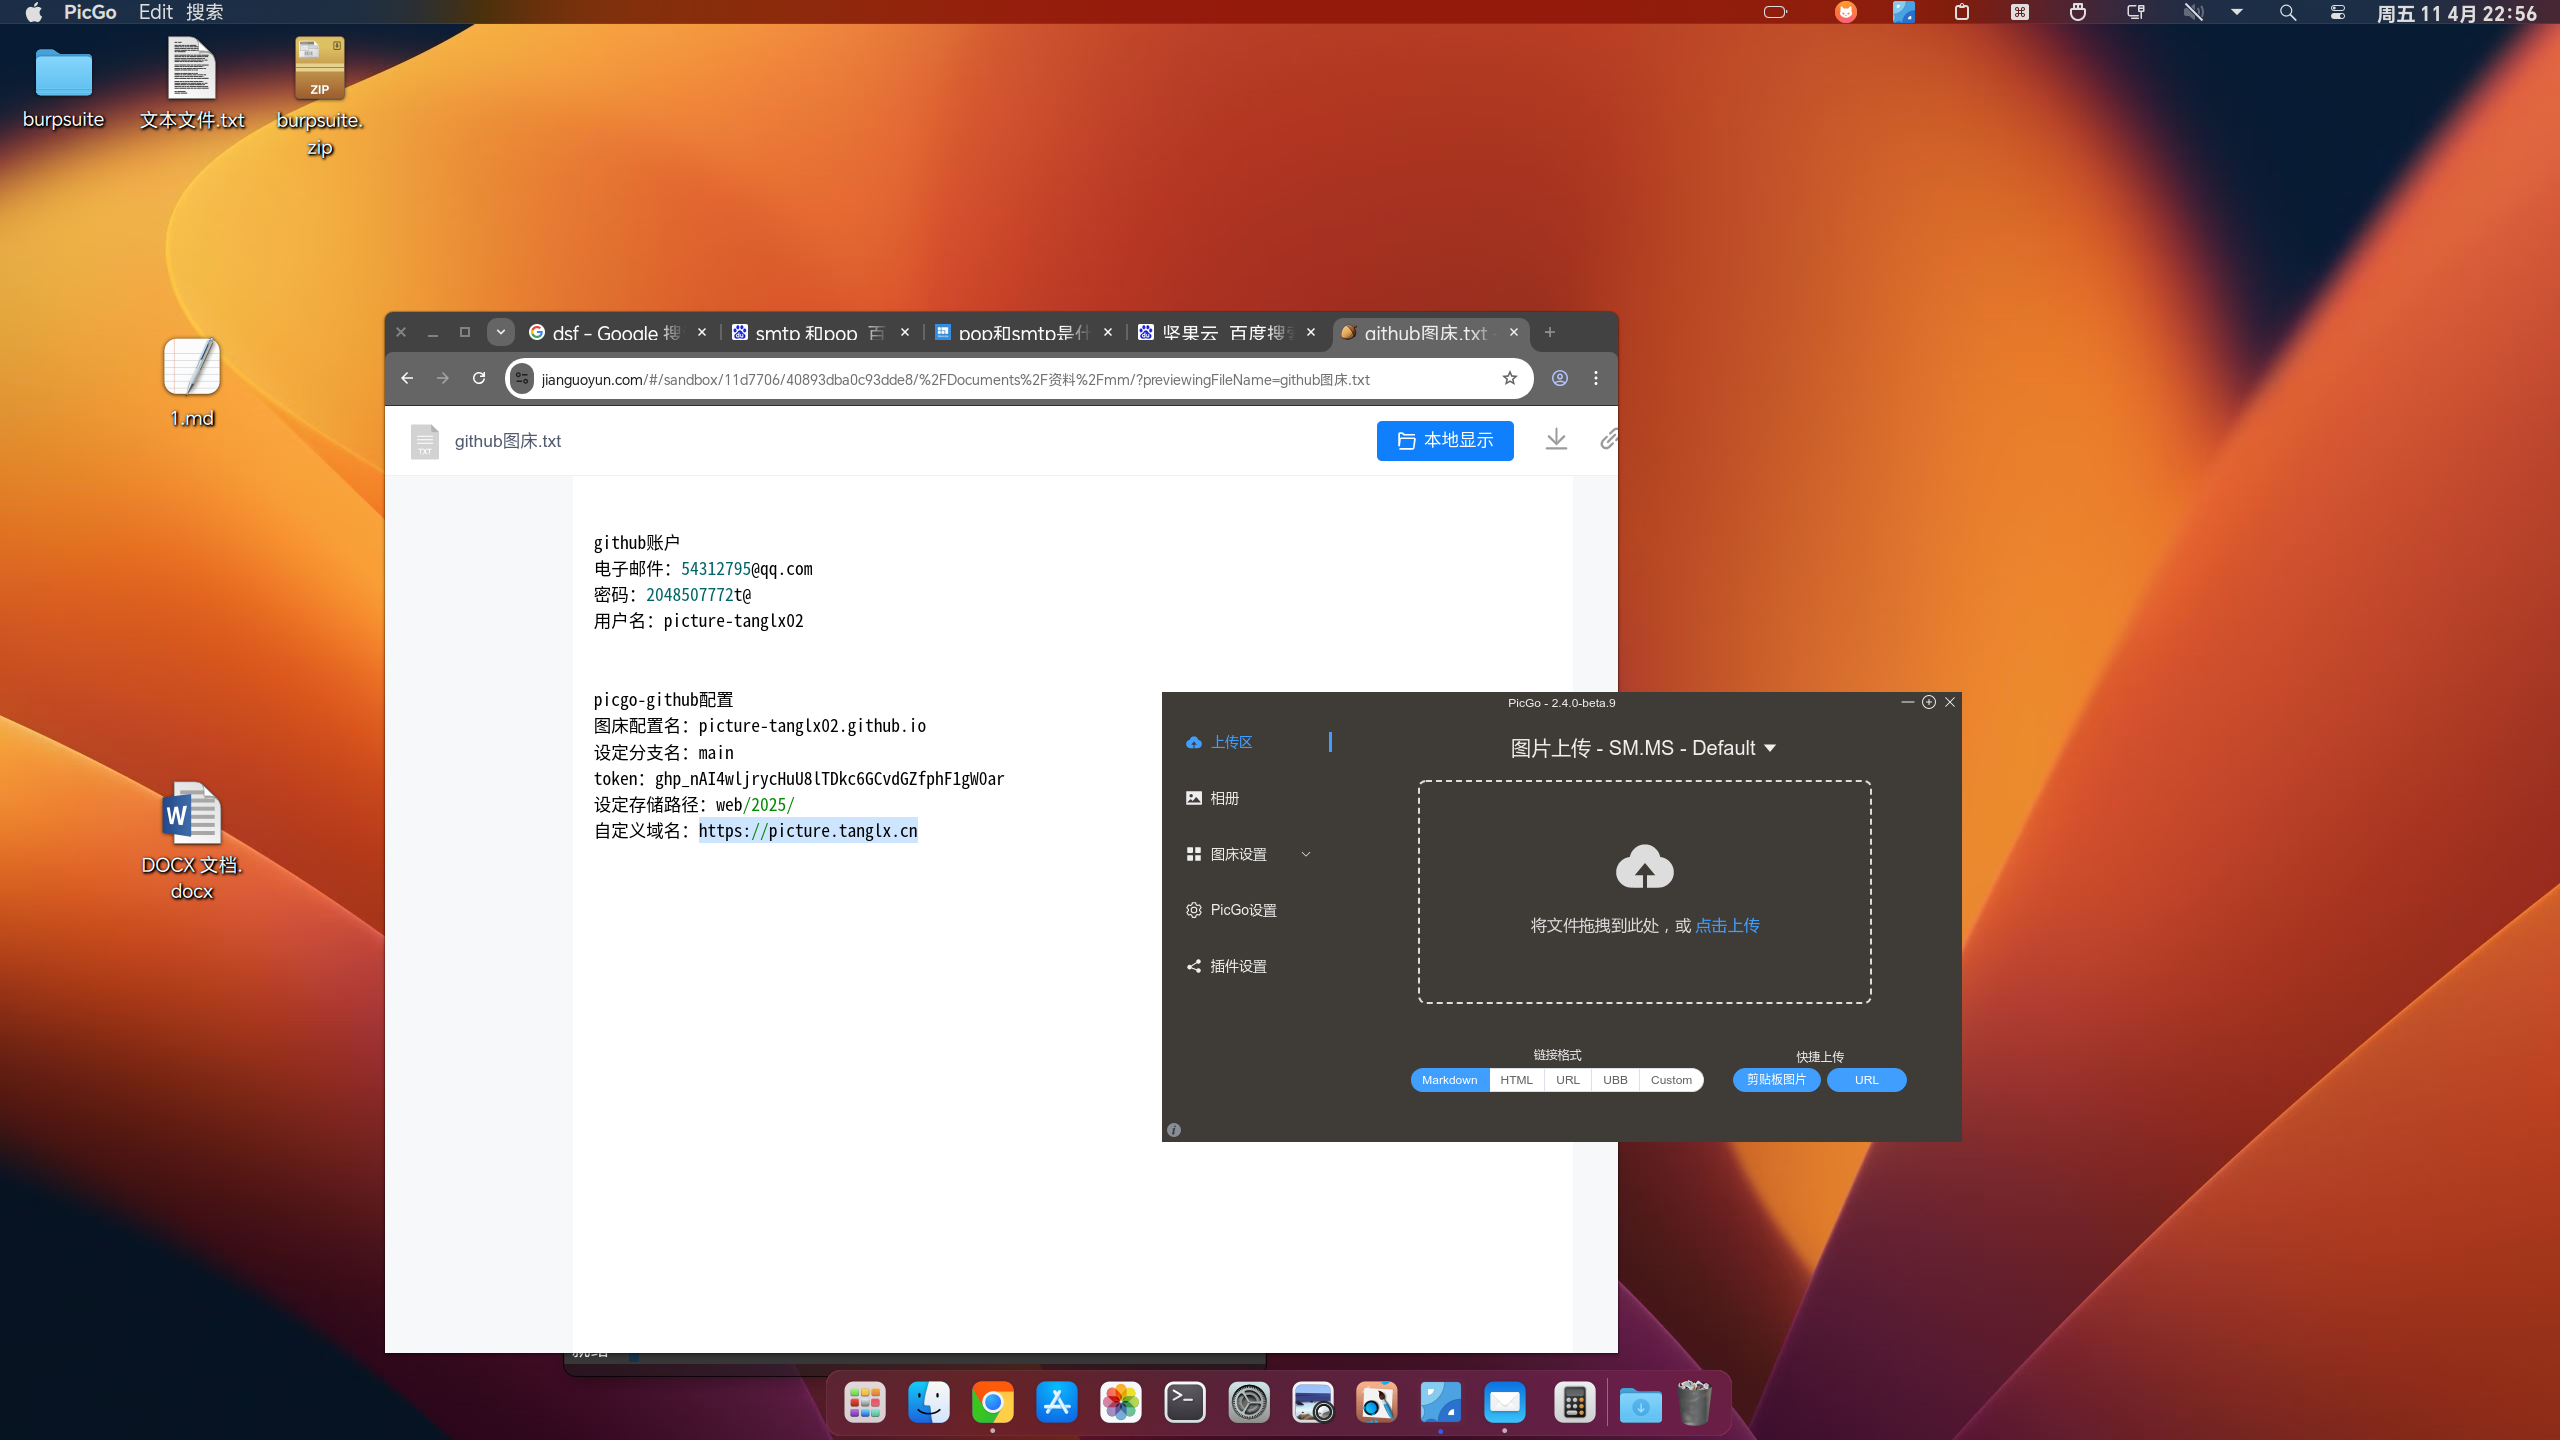 PicGo Edit 搜索
周五 11 4月 22:56
burpsuite
文本文件.txt
burpsuite.
zip
ZIP
1.md
W
DOCX 文档.
docx
dsf - Google 搜
smtp 和pop_百
pop和smtp是什
坚果云_百度搜索
github图床.txt
jianguoyun.com/#/sandbox/11d7706/40893dba0c93dde8/%2FDocuments%2F资料%2Fmm/?previewingFileName=github图床.txt
TXT
github图床.txt
本地显示
github账户
电子邮件：54312795@qq.com
密码：2048507772t@
用户名：picture-tanglx02
picgo-github配置
图床配置名：picture-tanglx02.github.io
设定分支名：main
token：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
设定存储路径：web/2025/
自定义域名：https://picture.tanglx.cn
PicGo - 2.4.0-beta.9
上传区
相册
图床设置
PicGo设置
插件设置
图片上传 - SM.MS - Default
将文件拖拽到此处，或 点击上传
链接格式
快捷上传
Markdown HTML URL UBB Custom
剪贴板图片 URL